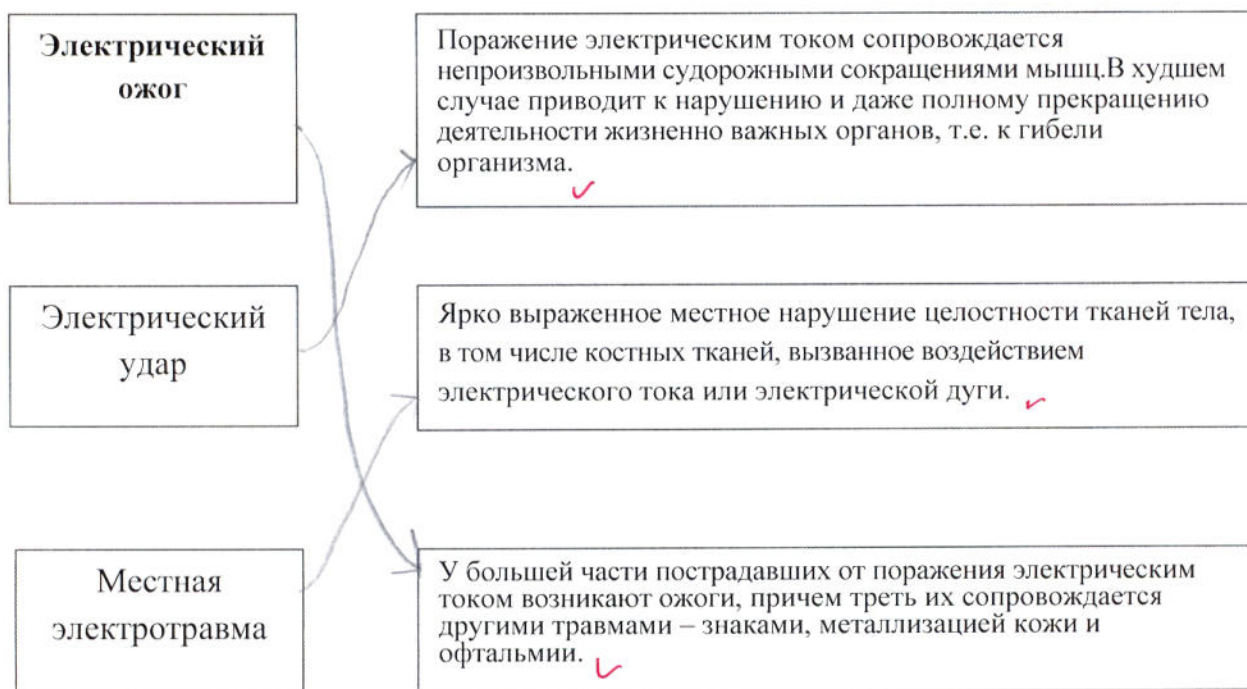 Электрический
ожог
Поражение электрическим током сопровождается
непроизвольными судорожными сокращениями мышц.В худшем
случае приводит к нарушению и даже полному прекращению
деятельности жизненно важных органов, т.е. к гибели
организма.
Электрический
удар
Ярко выраженное местное нарушение целостности тканей тела,
в том числе костных тканей, вызванное воздействием
электрического тока или электрической дуги.
Местная
электротравма
У большей части пострадавших от поражения электрическим
током возникают ожоги, причем треть их сопровождается
другими травмами – знаками, металлизацией кожи и
офтальмии.